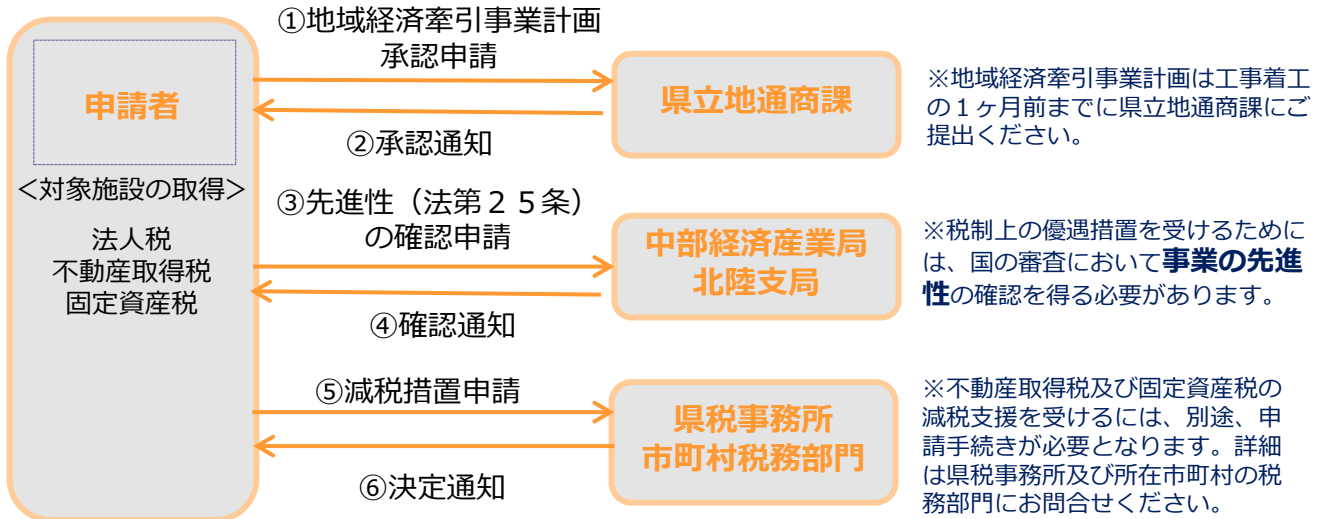 ①地域経済牽引事業計画
承認申請
申請者
県立地通商課
②承認通知
※地域経済牽引事業計画は工事着工
の１ヶ月前までに県立地通商課にご
提出ください。
＜対象施設の取得＞
法人税
不動産取得税
固定資産税
③先進性（法第２５条）
の確認申請
中部経済産業局
北陸支局
④確認通知
※税制上の優遇措置を受けるために
は、国の審査において事業の先進
性の確認を得る必要があります。
⑤減税措置申請
県税事務所
市町村税務部門
⑥決定通知
※不動産取得税及び固定資産税の
減税支援を受けるには、別途、申
請手続きが必要となります。詳細
は県税事務所及び所在市町村の税
務部門にお問合せください。